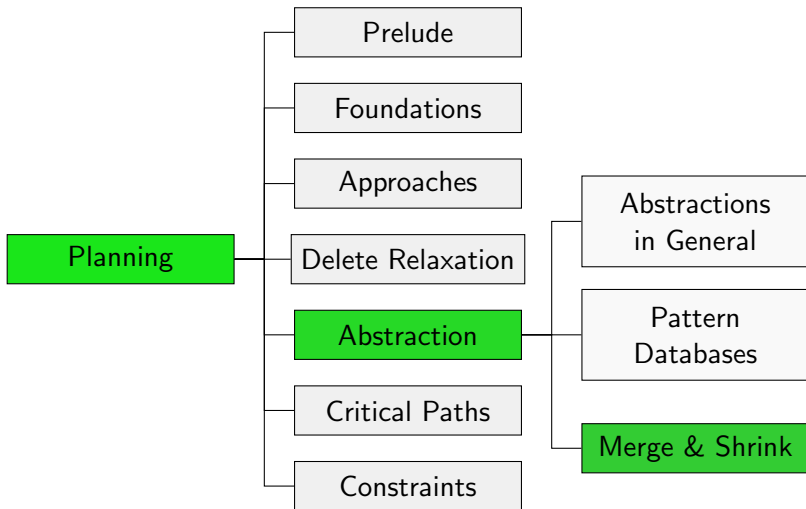 Planning
Prelude
Foundations
Approaches
Delete Relaxation
Abstraction
Critical Paths
Constraints
Abstractions
in General
Pattern
Databases
Merge & Shrink